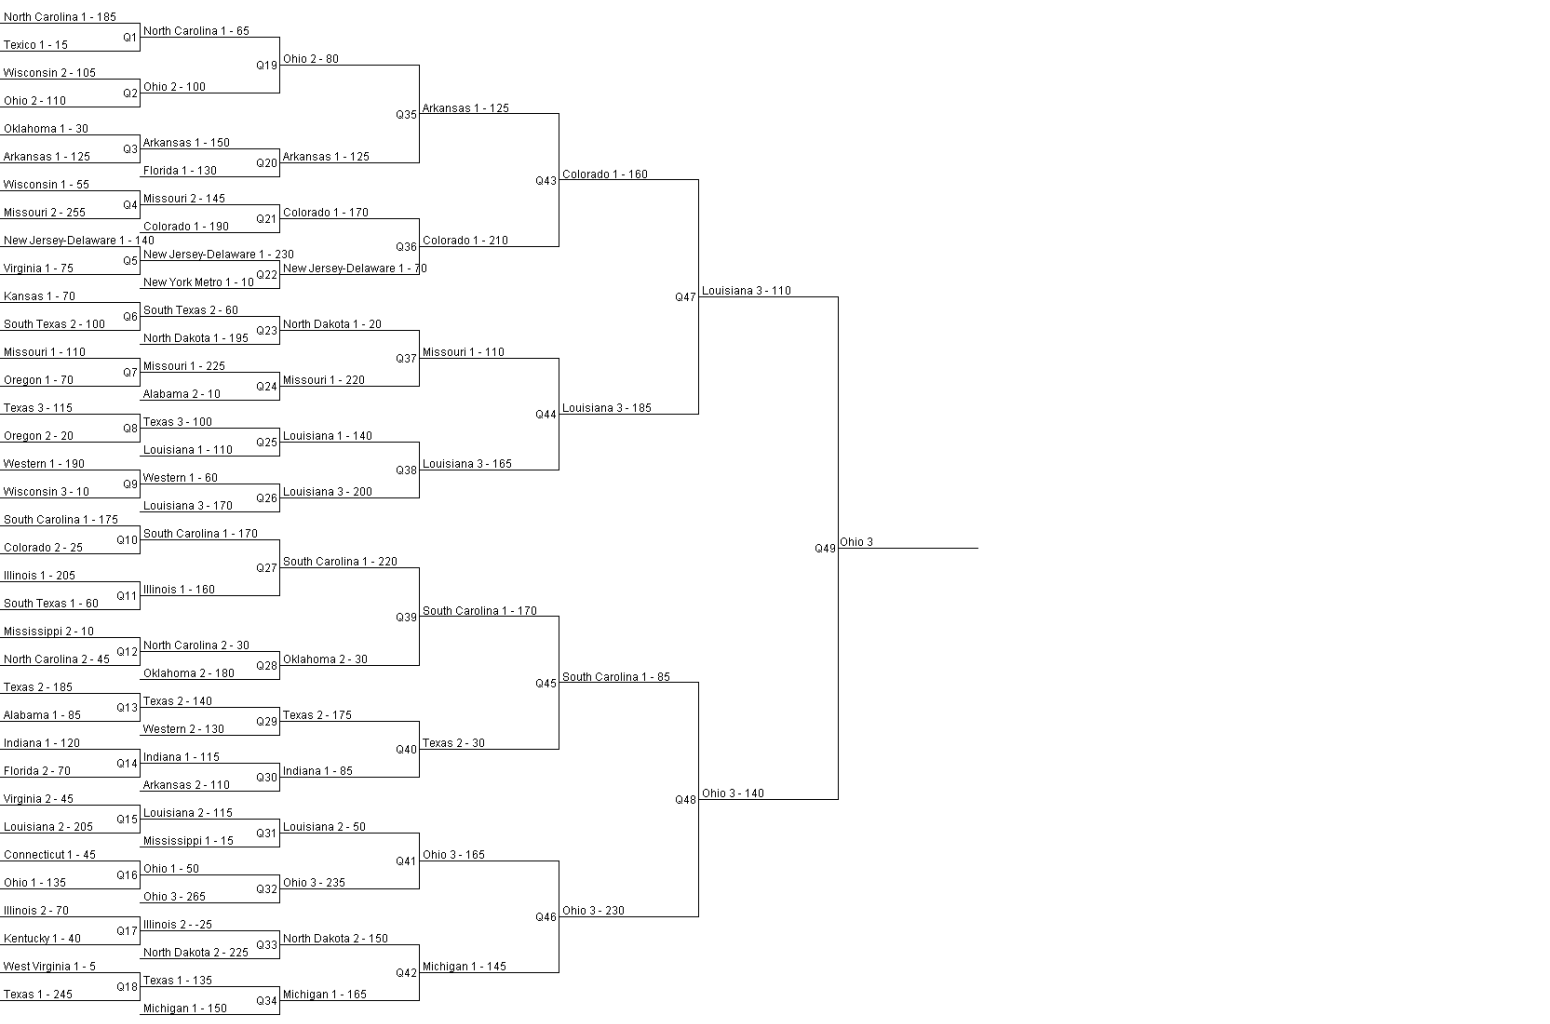 North Carolina 1 - 185
Texico 1 - 15
Wisconsin 2 - 105
Ohio 2 - 110
Oklahoma 1 - 30
Arkansas 1 - 125
Wisconsin 1 - 55
Missouri 2 - 255
New Jersey-Delaware 1 - 140
Virginia 1 - 75
Kansas 1 - 70
South Texas 2 - 100
Missouri 1 - 110
Oregon 1 - 70
Texas 3 - 115
Oregon 2 - 20
Western 1 - 190
Wisconsin 3 - 10
South Carolina 1 - 175
Colorado 2 - 25
Illinois 1 - 205
South Texas 1 - 60
Mississippi 2 - 10
North Carolina 2 - 45
Texas 2 - 185
Alabama 1 - 85
Indiana 1 - 120
Florida 2 - 70
Virginia 2 - 45
Louisiana 2 - 205
Connecticut 1 - 45
Ohio 1 - 135
Illinois 2 - 70
Kentucky 1 - 40
West Virginia 1 - 5
Texas 1 - 245
Q1
Q2
Q3
Q4
Q5
Q6
Q7
Q8
Q9
Q10
Q11
Q12
Q13
Q14
Q15
Q16
Q17
Q18
North Carolina 1 - 65
Ohio 2 - 100
Arkansas 1 - 150
Florida 1 - 130
Missouri 2 - 145
Colorado 1 - 190
New Jersey-Delaware 1 - 230
New York Metro 1 - 10
South Texas 2 - 60
North Dakota 1 - 195
Missouri 1 - 225
Alabama 2 - 10
Texas 3 - 100
Louisiana 1 - 110
Western 1 - 60
Louisiana 3 - 170
South Carolina 1 - 170
Illinois 1 - 160
North Carolina 2 - 30
Oklahoma 2 - 180
Texas 2 - 140
Western 2 - 130
Indiana 1 - 115
Arkansas 2 - 110
Louisiana 2 - 115
Mississippi 1 - 15
Ohio 1 - 50
Ohio 3 - 265
Illinois 2 - -25
North Dakota 2 - 225
Texas 1 - 135
Michigan 1 - 150
Q19
Q20
Q21
Q22
Q23
Q24
Q25
Q26
Q27
Q28
Q29
Q30
Q31
Q32
Q33
Q34
Ohio 2 - 80
Arkansas 1 - 125
Colorado 1 - 170
New Jersey-Delaware 1 - 70
North Dakota 1 - 20
Missouri 1 - 220
Louisiana 1 - 140
Louisiana 3 - 200
South Carolina 1 - 220
Oklahoma 2 - 30
Texas 2 - 175
Indiana 1 - 85
Louisiana 2 - 50
Ohio 3 - 235
North Dakota 2 - 150
Michigan 1 - 165
Q35
Q36
Q37
Q38
Q39
Q40
Q41
Q42
Arkansas 1 - 125
Colorado 1 - 210
Missouri 1 - 110
Louisiana 3 - 165
South Carolina 1 - 170
Texas 2 - 30
Ohio 3 - 165
Michigan 1 - 145
Q43
Q44
Q45
Q46
Colorado 1 - 160
Louisiana 3 - 185
South Carolina 1 - 85
Ohio 3 - 230
Q47
Q48
Louisiana 3 - 110
Ohio 3 - 140
Q49
Ohio 3